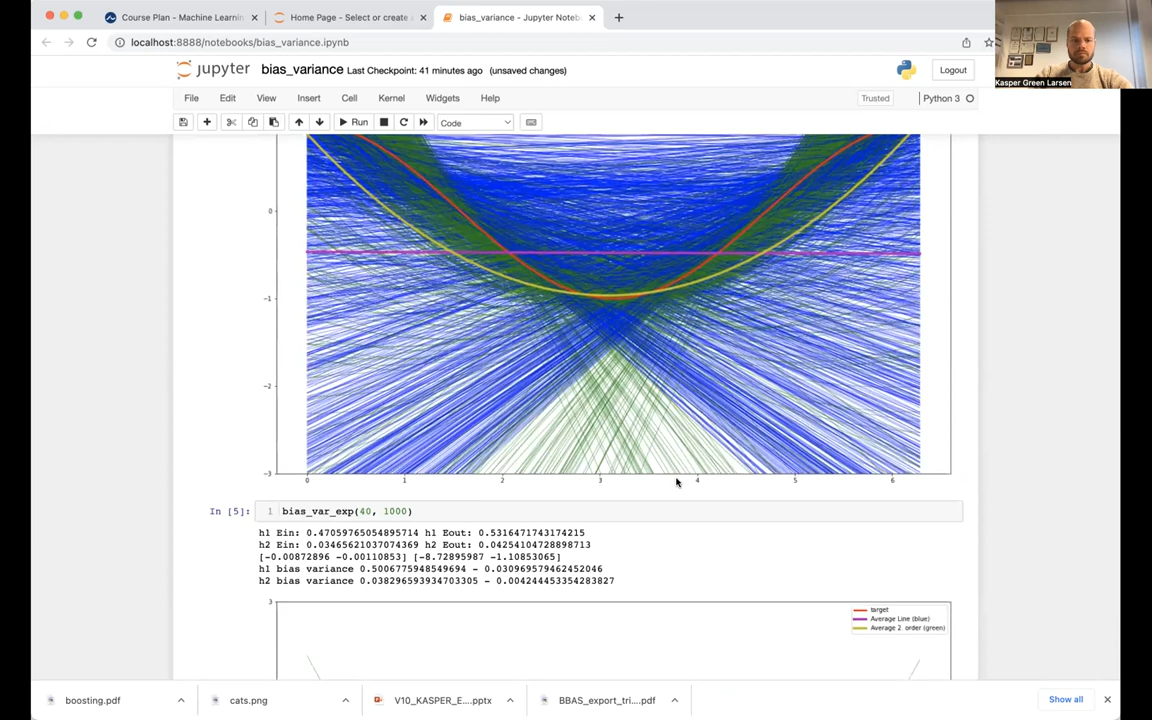 Course Plan - Machine Learnin
Home Page - Select or create
bias_variance - Jupyter Noteb
localhost:8888/notebooks/bias_variance.ipynb
Kasper Green Larsen
jupyter
bias_variance Last Checkpoint: 41 minutes ago (unsaved changes)
Logout
File Edit View Insert Cell Kernel Widgets Help
Trusted
Python 3
Run
Code
0
−1
−2
−3
0 1 2 3 4 5 6
In [5]: 1 bias_var_exp(40, 1000)
h1 Ein: 0.47059765054895714 h1 Eout: 0.5316471743174215
h2 Ein: 0.03465621037074369 h2 Eout: 0.04254104728898713
[-0.00872896 -0.00110853] [-8.72895987 -1.10853065]
h1 bias variance 0.5006775948549694 - 0.030969579462452046
h2 bias variance 0.038296593934703305 - 0.004244453354283827
3
target
Average Line (blue)
Average 2. order (green)
boosting.pdf
cats.png
V10_KASPER_E....pptx
BBAS_export_tri....pdf
Show all